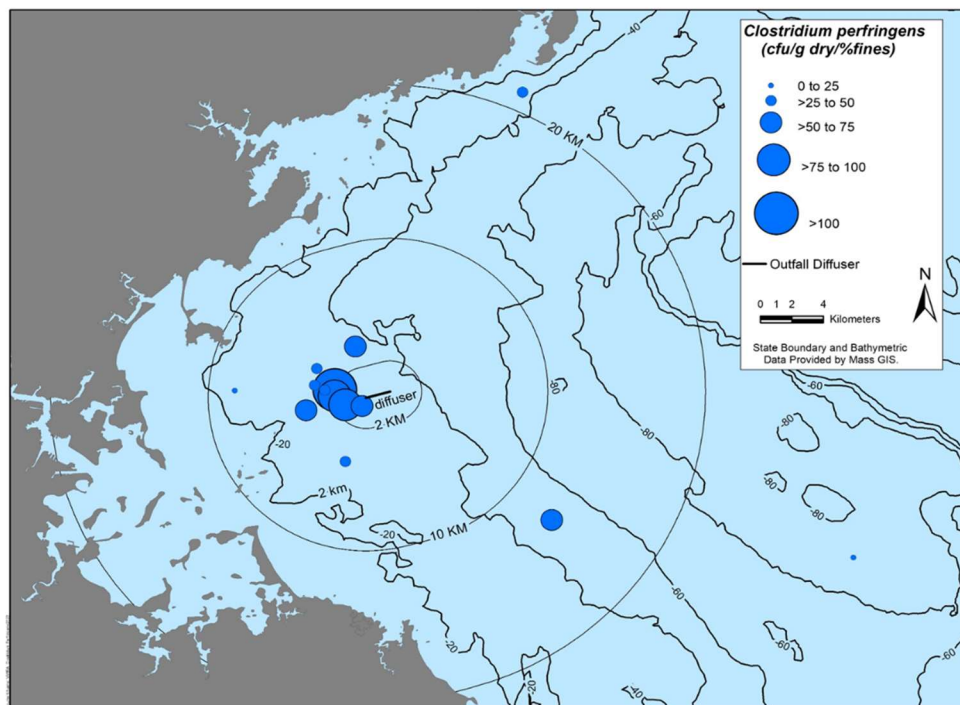 Clostridium perfringens
(cfu/g dry/%fines)
0 to 25
>25 to 50
>50 to 75
>75 to 100
>100
Outfall Diffuser
N
0 1 2 4
Kilometers
State Boundary and Bathymetric
Data Provided by Mass GIS.
-40
20 KM
-60
-60
-80
diffuser
2 KM
-20
-80
-80
-80
2 km
-80
-20
10 KM
-60
-60
-60
-20
-60
-20
-40